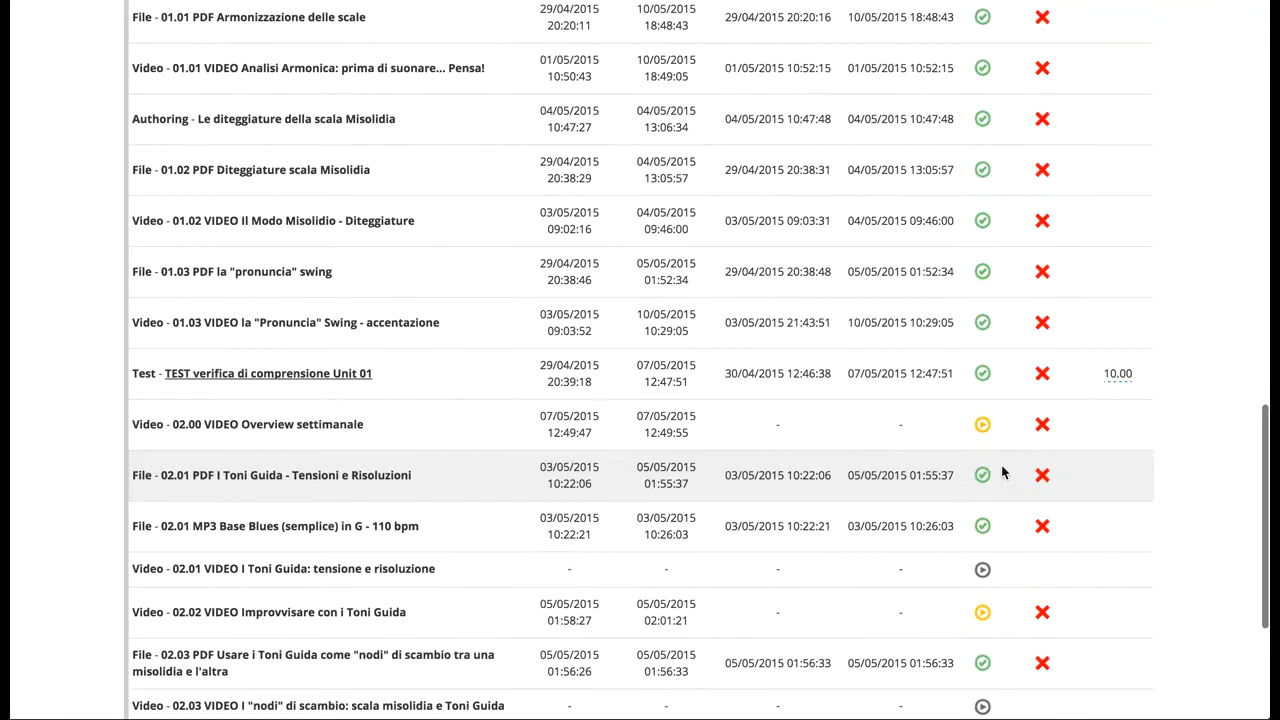 File - 01.01 PDF Armonizzazione delle scale 29/04/2015 20:20:11 10/05/2015 18:48:43 29/04/2015 20:20:16 10/05/2015 18:48:43
Video - 01.01 VIDEO Analisi Armonica: prima di suonare... Pensa! 01/05/2015 10:50:43 10/05/2015 18:49:05 01/05/2015 10:52:15 01/05/2015 10:52:15
Authoring - Le diteggiature della scala Misolidia 04/05/2015 10:47:27 04/05/2015 13:06:34 04/05/2015 10:47:48 04/05/2015 10:47:48
File - 01.02 PDF Diteggiature scala Misolidia 29/04/2015 20:38:29 04/05/2015 13:05:57 29/04/2015 20:38:31 04/05/2015 13:05:57
Video - 01.02 VIDEO Il Modo Misolidio - Diteggiature 03/05/2015 09:02:16 04/05/2015 09:46:00 03/05/2015 09:03:31 04/05/2015 09:46:00
File - 01.03 PDF la "pronuncia" swing 29/04/2015 20:38:46 05/05/2015 01:52:34 29/04/2015 20:38:48 05/05/2015 01:52:34
Video - 01.03 VIDEO la "Pronuncia" Swing - accentazione 03/05/2015 09:03:52 10/05/2015 10:29:05 03/05/2015 21:43:51 10/05/2015 10:29:05
Test - TEST verifica di comprensione Unit 01 29/04/2015 20:39:18 07/05/2015 12:47:51 30/04/2015 12:46:38 07/05/2015 12:47:51 10.00
Video - 02.00 VIDEO Overview settimanale 07/05/2015 12:49:47 07/05/2015 12:49:55 - -
File - 02.01 PDF I Toni Guida - Tensioni e Risoluzioni 03/05/2015 10:22:06 05/05/2015 01:55:37 03/05/2015 10:22:06 05/05/2015 01:55:37
File - 02.01 MP3 Base Blues (semplice) in G - 110 bpm 03/05/2015 10:22:21 03/05/2015 10:26:03 03/05/2015 10:22:21 03/05/2015 10:26:03
Video - 02.01 VIDEO I Toni Guida: tensione e risoluzione - - - -
Video - 02.02 VIDEO Improvvisare con i Toni Guida 05/05/2015 01:58:27 05/05/2015 02:01:21 - -
File - 02.03 PDF Usare i Toni Guida come "nodi" di scambio tra una
misolidia e l'altra 05/05/2015 01:56:26 05/05/2015 01:56:33 05/05/2015 01:56:33 05/05/2015 01:56:33
Video - 02.03 VIDEO I "nodi" di scambio: scala misolidia e Toni Guida - - - -